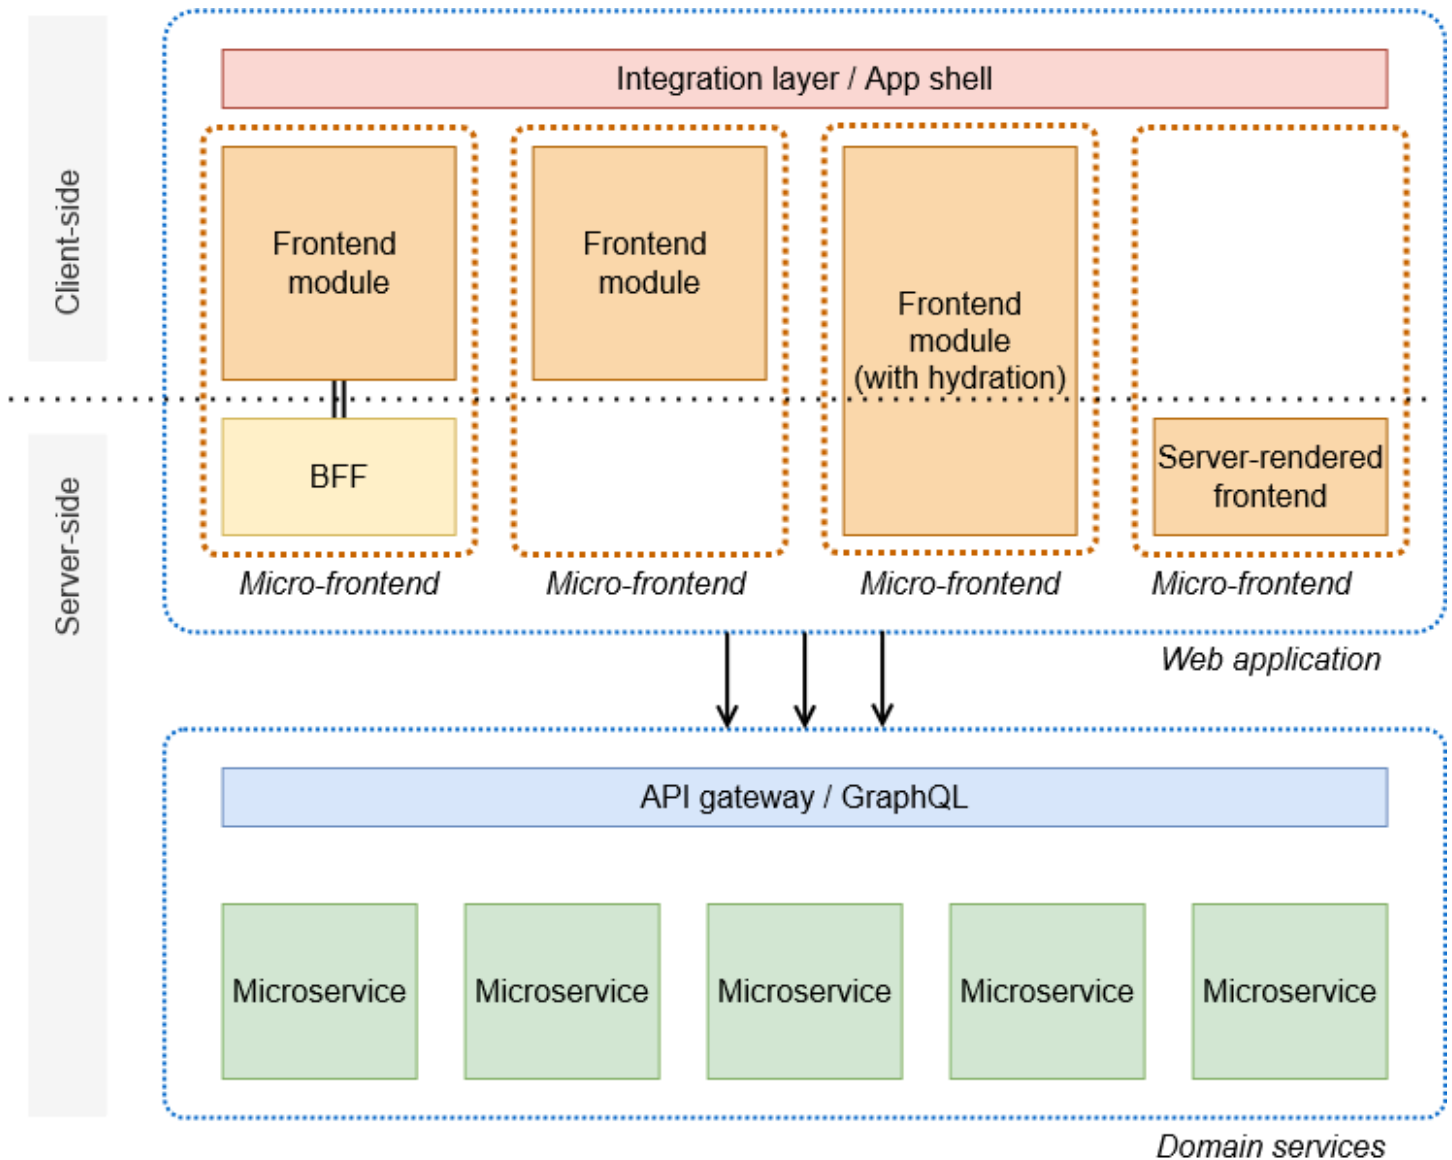 Client-side
Server-side
Integration layer / App shell
Frontend
module
Frontend
module
Frontend
module
(with hydration)
BFF
Server-rendered
frontend
Micro-frontend
Micro-frontend
Micro-frontend
Micro-frontend
Web application
API gateway / GraphQL
Microservice
Microservice
Microservice
Microservice
Microservice
Domain services